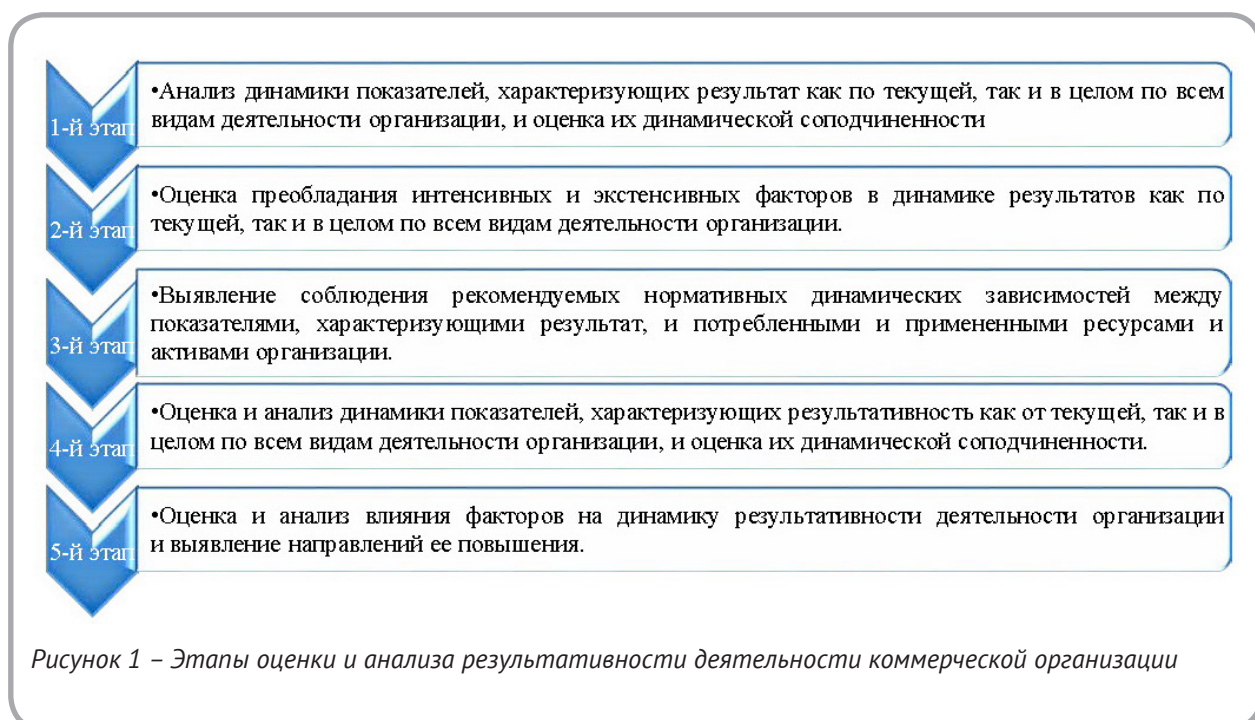 1-й этап
•Анализ динамики показателей, характеризующих результат как по текущей, так и в целом по всем
видам деятельности организации, и оценка их динамической соподчиненности
2-й этап
•Оценка преобладания интенсивных и экстенсивных факторов в динамике результатов как по
текущей, так и в целом по всем видам деятельности организации.
3-й этап
•Выявление соблюдения рекомендуемых нормативных динамических зависимостей между
показателями, характеризующими результат, и потребленными и примененными ресурсами и
активами организации.
4-й этап
•Оценка и анализ динамики показателей, характеризующих результативность как от текущей, так и в
целом по всем видам деятельности организации, и оценка их динамической соподчиненности.
5-й этап
•Оценка и анализ влияния факторов на динамику результативности деятельности организации
и выявление направлений ее повышения.
Рисунок 1 – Этапы оценки и анализа результативности деятельности коммерческой организации